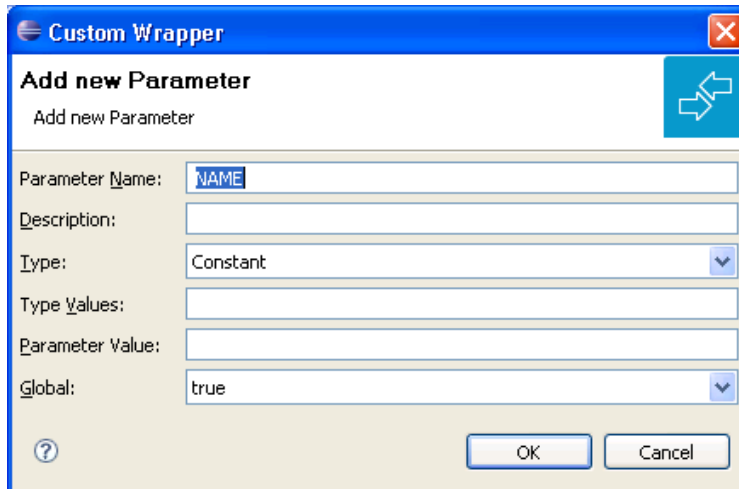 Custom Wrapper
Add new Parameter
Add new Parameter
Parameter Name: NAME
Description:
Type: Constant
Type Values:
Parameter Value:
Global: true
OK Cancel